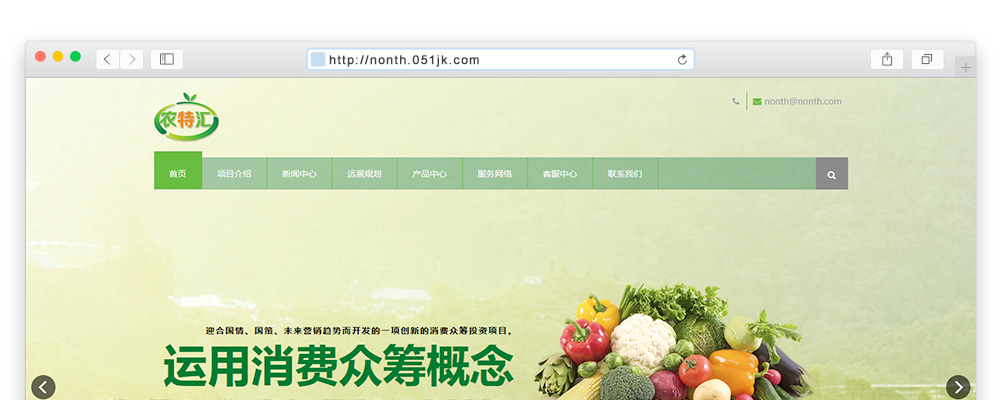 http://nonth.051jk.com
农特汇
nonth@nonth.com
首页
项目介绍
新闻中心
远景规划
产品中心
服务网络
客服中心
联系我们
迎合国情、国策、未来营销趋势而开发的一项创新的消费众筹投资项目。
运用消费众筹概念